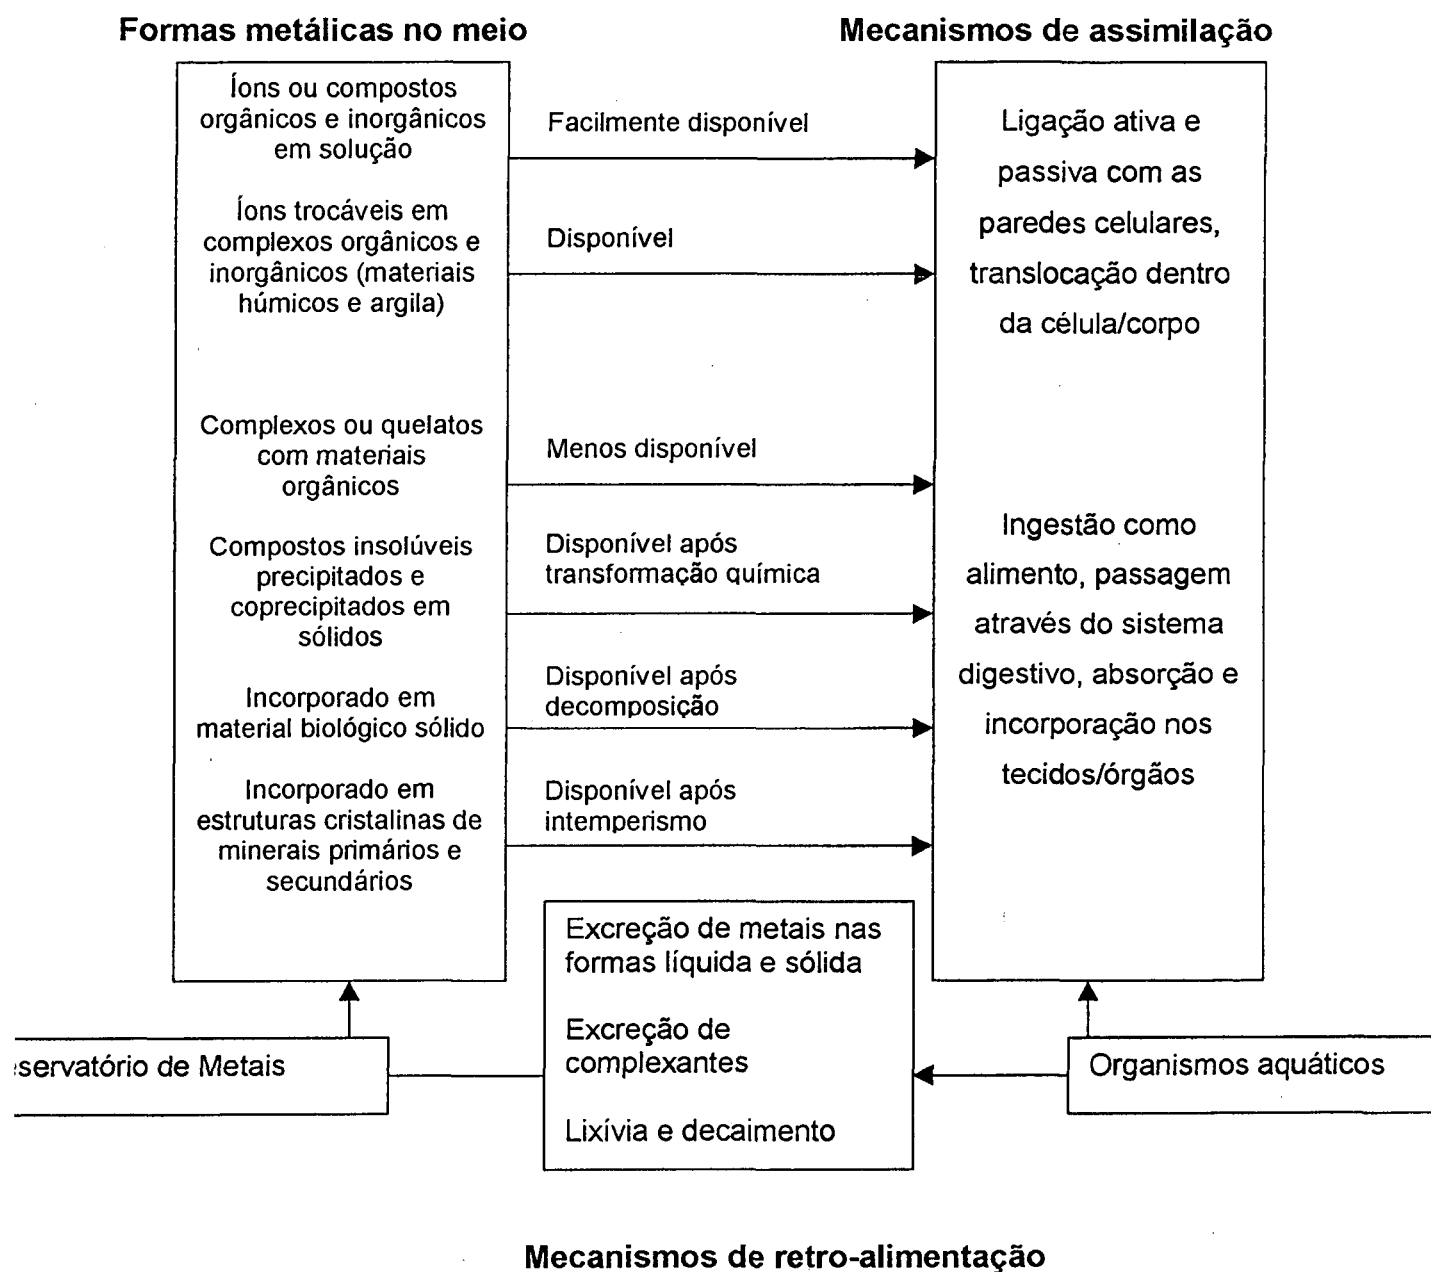 Formas metálicas no meio
Mecanismos de assimilação
Íons ou compostos
orgânicos e inorgânicos
em solução
Íons trocáveis em
complexos orgânicos e
inorgânicos (materiais
húmicos e argila)
Complexos ou quelatos
com materiais
orgânicos
Compostos insolúveis
precipitados e
coprecipitados em
sólidos
Incorporado em
material biológico sólido
Incorporado em
estruturas cristalinas de
minerais primários e
secundários
Facilmente disponível
Disponível
Menos disponível
Disponível após
transformação química
Disponível após
decomposição
Disponível após
intemperismo
Ligação ativa e
passiva com as
paredes celulares,
translocação dentro
da célula/corpo
Ingestão como
alimento, passagem
através do sistema
digestivo, absorção e
incorporação nos
tecidos/órgãos
Excreção de metais nas
formas líquida e sólida
Excreção de
complexantes
Lixívia e decaimento
eservatório de Metais
Organismos aquáticos
Mecanismos de retro-alimentação